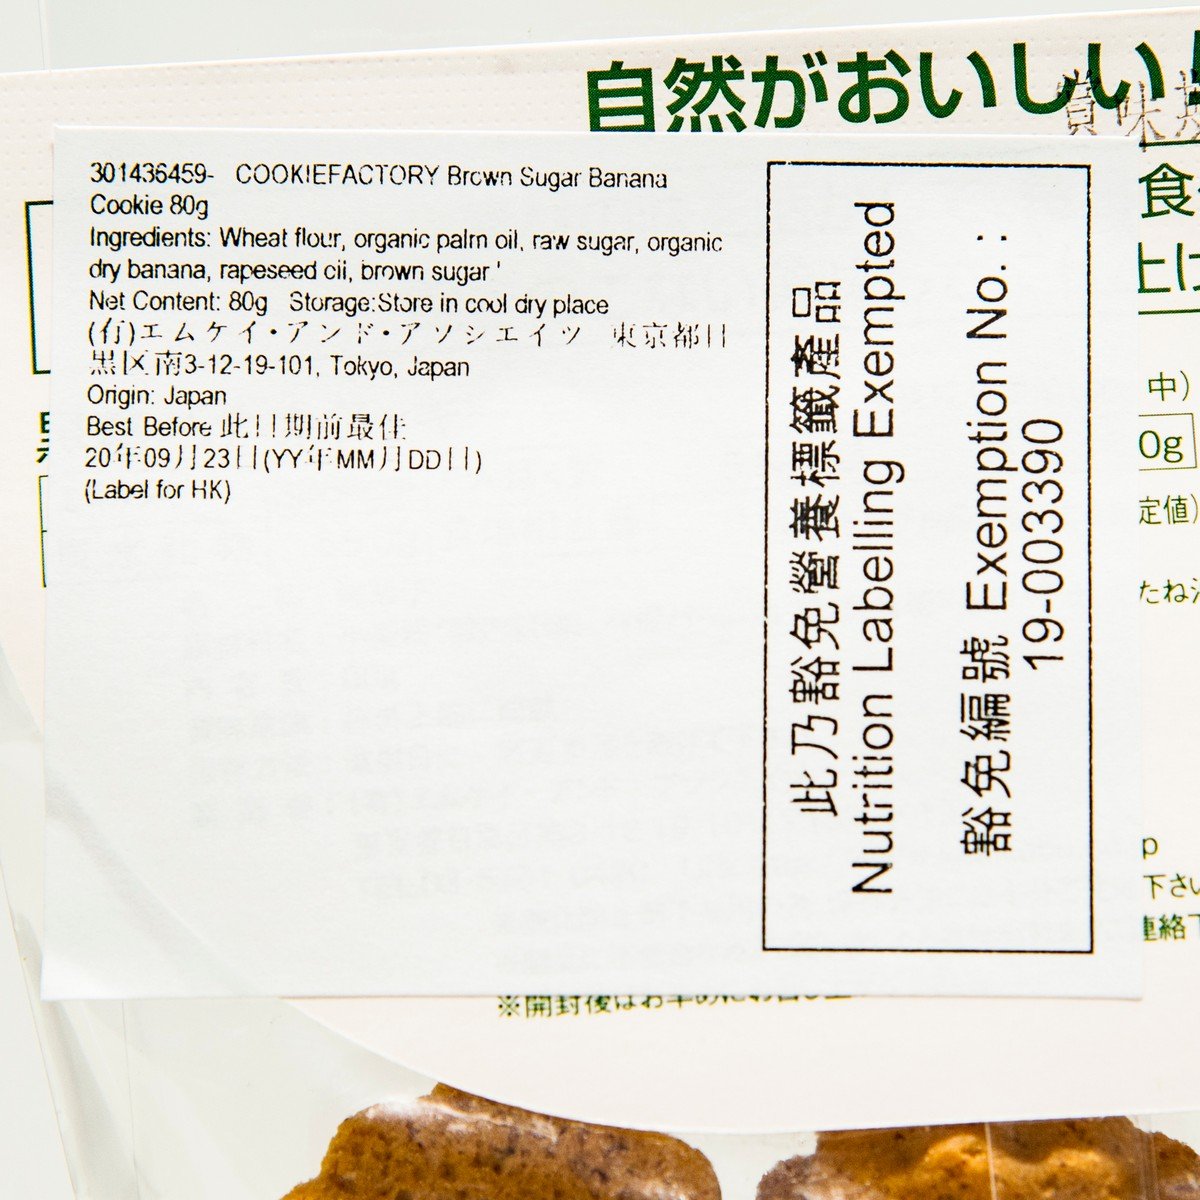 自然がおいしい!
賞味期
食
上げ
301436459- COOKIEFACTORY Brown Sugar Banana
Cookie 80g
Ingredients: Wheat flour, organic palm oil, raw sugar, organic
dry banana, rapeseed oil, brown sugar '
Net Content: 80g Storage:Store in cool dry place
(有)エムケイ・アンド・アソシエイツ 東京都目
黒区南3-12-19-101, Tokyo, Japan
Origin: Japan
Best Before 此日期前最佳
20年09月23日(YY年MM月DD日)
(Label for HK)
此乃豁免營養標籤產品
Nutrition Labelling Exempted
豁免編號 Exemption No. :
19-003390
中)
0g
定値)
たね
p
下さい
連絡下
※開封後はお早めにお召し上